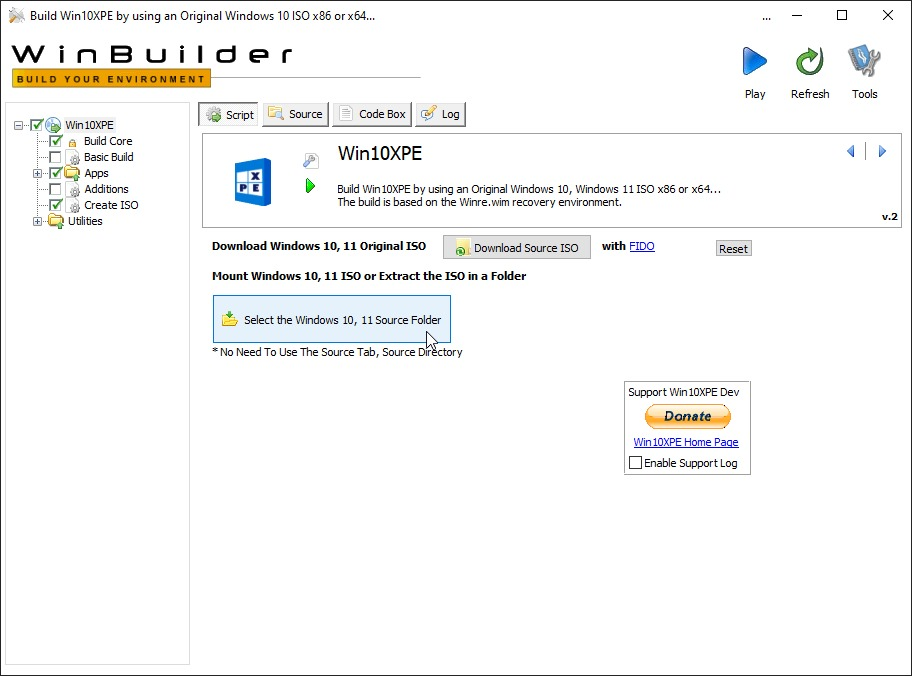 Build Win10XPE by using an Original Windows 10 ISO x86 or x64...
...
WinBuilder
BUILD YOUR ENVIRONMENT
Play
Refresh
Tools
Win10XPE
Build Core
Basic Build
Apps
Additions
Create ISO
Utilities
Script
Source
Code Box
Log
X
P E
Win10XPE
Build Win10XPE by using an Original Windows 10, Windows 11 ISO x86 or x64...
The build is based on the Winre.wim recovery environment.
v.2
Download Windows 10, 11 Original ISO
Download Source ISO
with FIDO
Reset
Mount Windows 10, 11 ISO or Extract the ISO in a Folder
Select the Windows 10, 11 Source Folder
* No Need To Use The Source Tab, Source Directory
Support Win10XPE Dev
Donate
Win10XPE Home Page
Enable Support Log